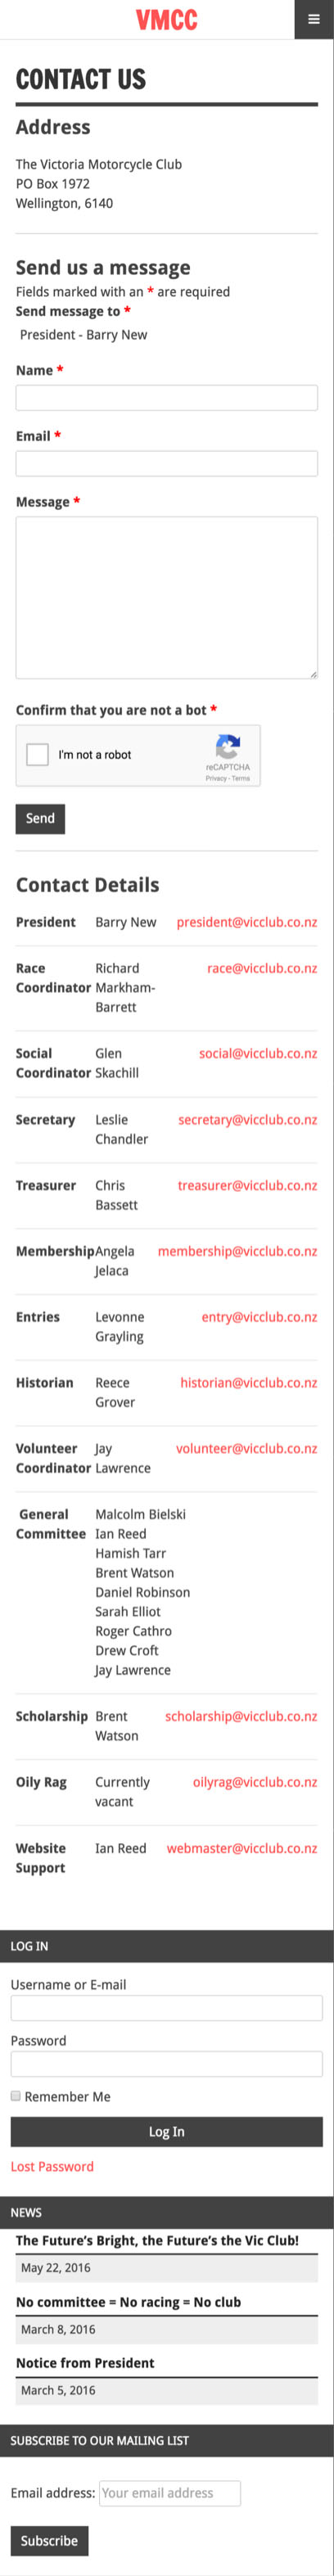 VMCC
CONTACT US
Address
The Victoria Motorcycle Club
PO Box 1972
Wellington, 6140
Send us a message
Fields marked with an * are required
Send message to *
President - Barry New
Name *
Email *
Message *
Confirm that you are not a bot *
I'm not a robot
reCAPTCHA
Privacy - Terms
Send
Contact Details
President Barry New president@vicclub.co.nz
Race Richard race@vicclub.co.nz
Coordinator Markham-
Barrett
Social Glen social@vicclub.co.nz
Coordinator Skachill
Secretary Leslie secretary@vicclub.co.nz
Chandler
Treasurer Chris treasurer@vicclub.co.nz
Bassett
Membership Angela membership@vicclub.co.nz
Jelaca
Entries Levonne entry@vicclub.co.nz
Grayling
Historian Reece historian@vicclub.co.nz
Grover
Volunteer Jay volunteer@vicclub.co.nz
Coordinator Lawrence
General Malcolm Bielski
Committee Ian Reed
Hamish Tarr
Brent Watson
Daniel Robinson
Sarah Elliot
Roger Cathro
Drew Croft
Jay Lawrence
Scholarship Brent scholarship@vicclub.co.nz
Watson
Oily Rag Currently oilyrag@vicclub.co.nz
vacant
Website Ian Reed webmaster@vicclub.co.nz
Support
LOG IN
Username or E-mail
Password
Remember Me
Log In
Lost Password
NEWS
The Future's Bright, the Future's the Vic Club!
May 22, 2016
No committee = No racing = No club
March 8, 2016
Notice from President
March 5, 2016
SUBSCRIBE TO OUR MAILING LIST
Email address: Your email address
Subscribe